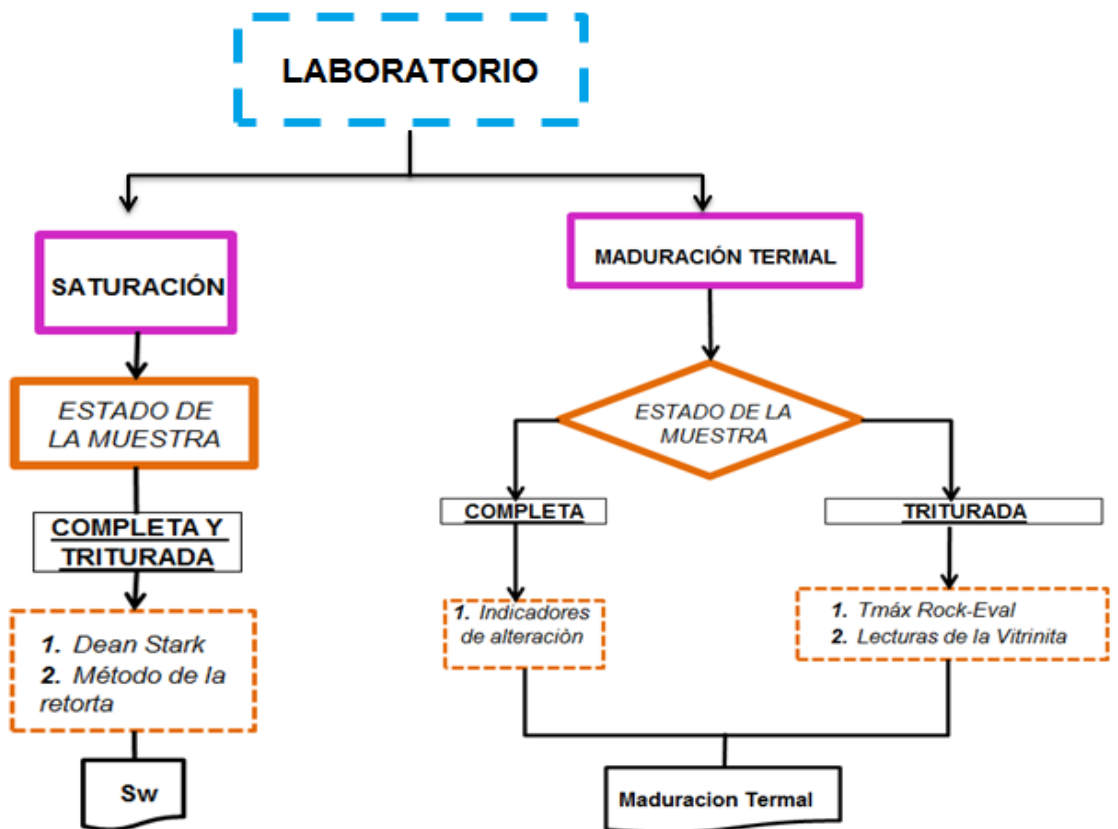 LABORATORIO
SATURACIÓN
ESTADO DE
LA MUESTRA
COMPLETA Y
TRITURADA
1. Dean Stark
2. Método de la
retorta
Sw
MADURACIÓN TERMAL
ESTADO DE LA
MUESTRA
COMPLETA
1. Indicadores
de alteraciòn
TRITURADA
1. Tmáx Rock-Eval
2. Lecturas de la Vitrinita
Maduracion Termal